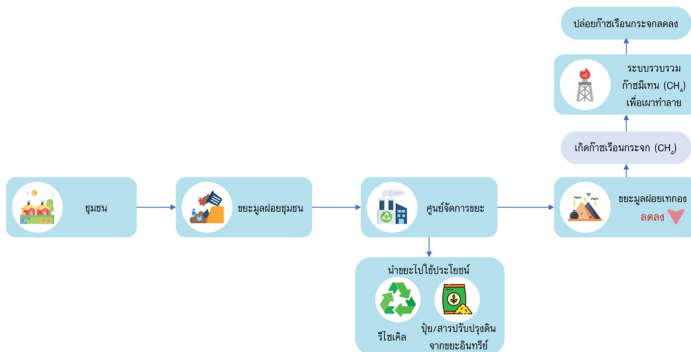 ปล่อยก๊าซเรือนกระจกลดลง
ระบบรวบรวม
ก๊าซมีเทน (CH₄)
เพื่อเผาทำลาย
เกิดก๊าซเรือนกระจก (CH₄)
ชุมชน
ขยะมูลฝอยชุมชน
ศูนย์จัดการขยะ
ขยะมูลฝอยเทกอง
ลดลง
นำขยะไปใช้ประโยชน์
รีไซเคิล
ปุ๋ย/สารปรับปรุงดิน
จากขยะอินทรีย์